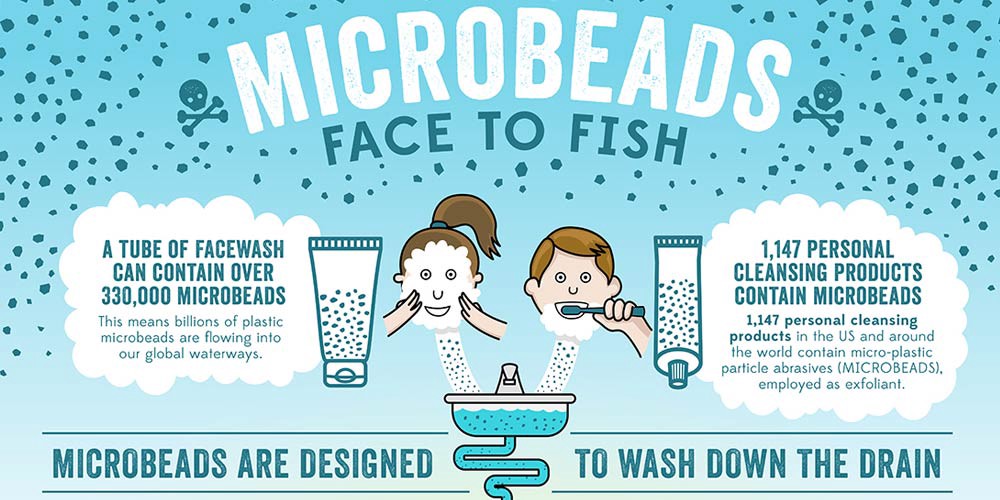 MICROBEADS
FACE TO FISH
A TUBE OF FACEWASH
CAN CONTAIN OVER
330,000 MICROBEADS
This means billions of plastic
microbeads are flowing into
our global waterways.
1,147 PERSONAL
CLEANSING PRODUCTS
CONTAIN MICROBEADS
1,147 personal cleansing
products in the US and around
the world contain micro-plastic
particle abrasives (MICROBEADS),
employed as exfoliant.
MICROBEADS ARE DESIGNED TO WASH DOWN THE DRAIN